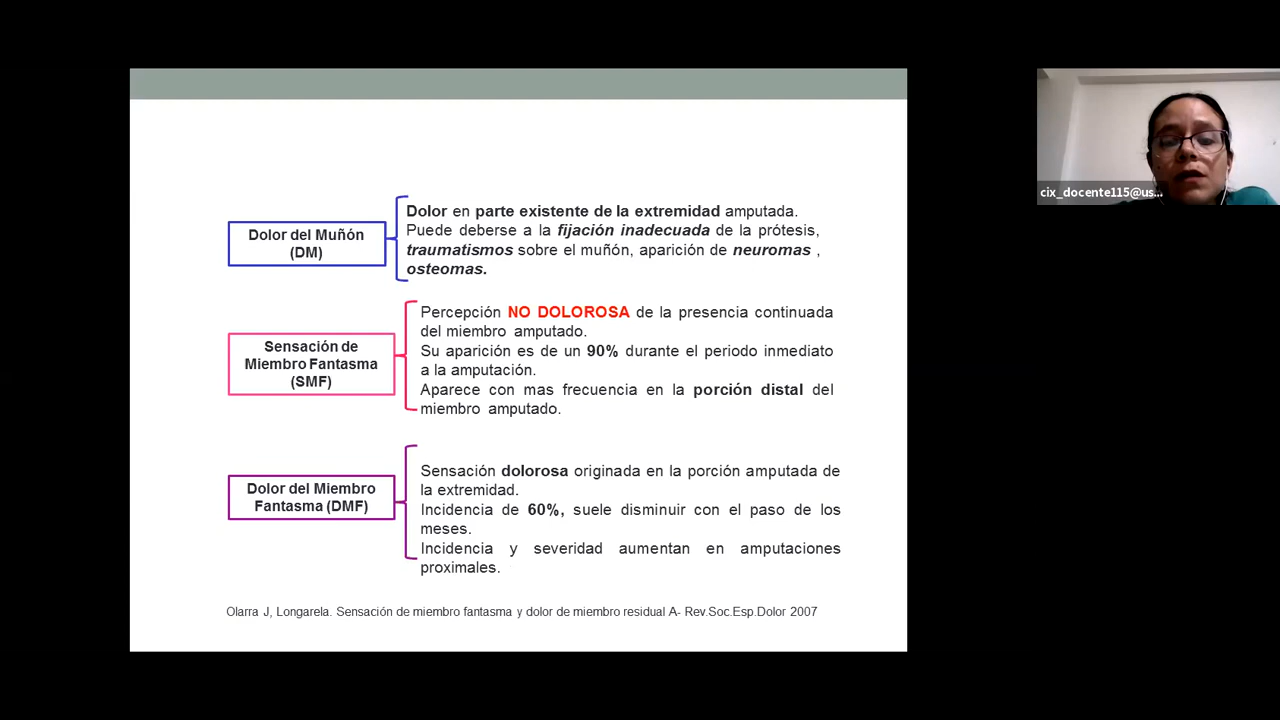 Dolor del Muñón
(DM)
Dolor en parte existente de la extremidad amputada.
Puede deberse a la fijación inadecuada de la prótesis,
traumatismos sobre el muñón, aparición de neuromas ,
osteomas.
Sensación de
Miembro Fantasma
(SMF)
Percepción NO DOLOROSA de la presencia continuada
del miembro amputado.
Su aparición es de un 90% durante el periodo inmediato
a la amputación.
Aparece con mas frecuencia en la porción distal del
miembro amputado.
Dolor del Miembro
Fantasma (DMF)
Sensación dolorosa originada en la porción amputada de
la extremidad.
Incidencia de 60%, suele disminuir con el paso de los
meses.
Incidencia y severidad aumentan en amputaciones
proximales.
Olarra J, Longarela. Sensación de miembro fantasma y dolor de miembro residual A- Rev.Soc.Esp.Dolor 2007
cix_docente115@us...